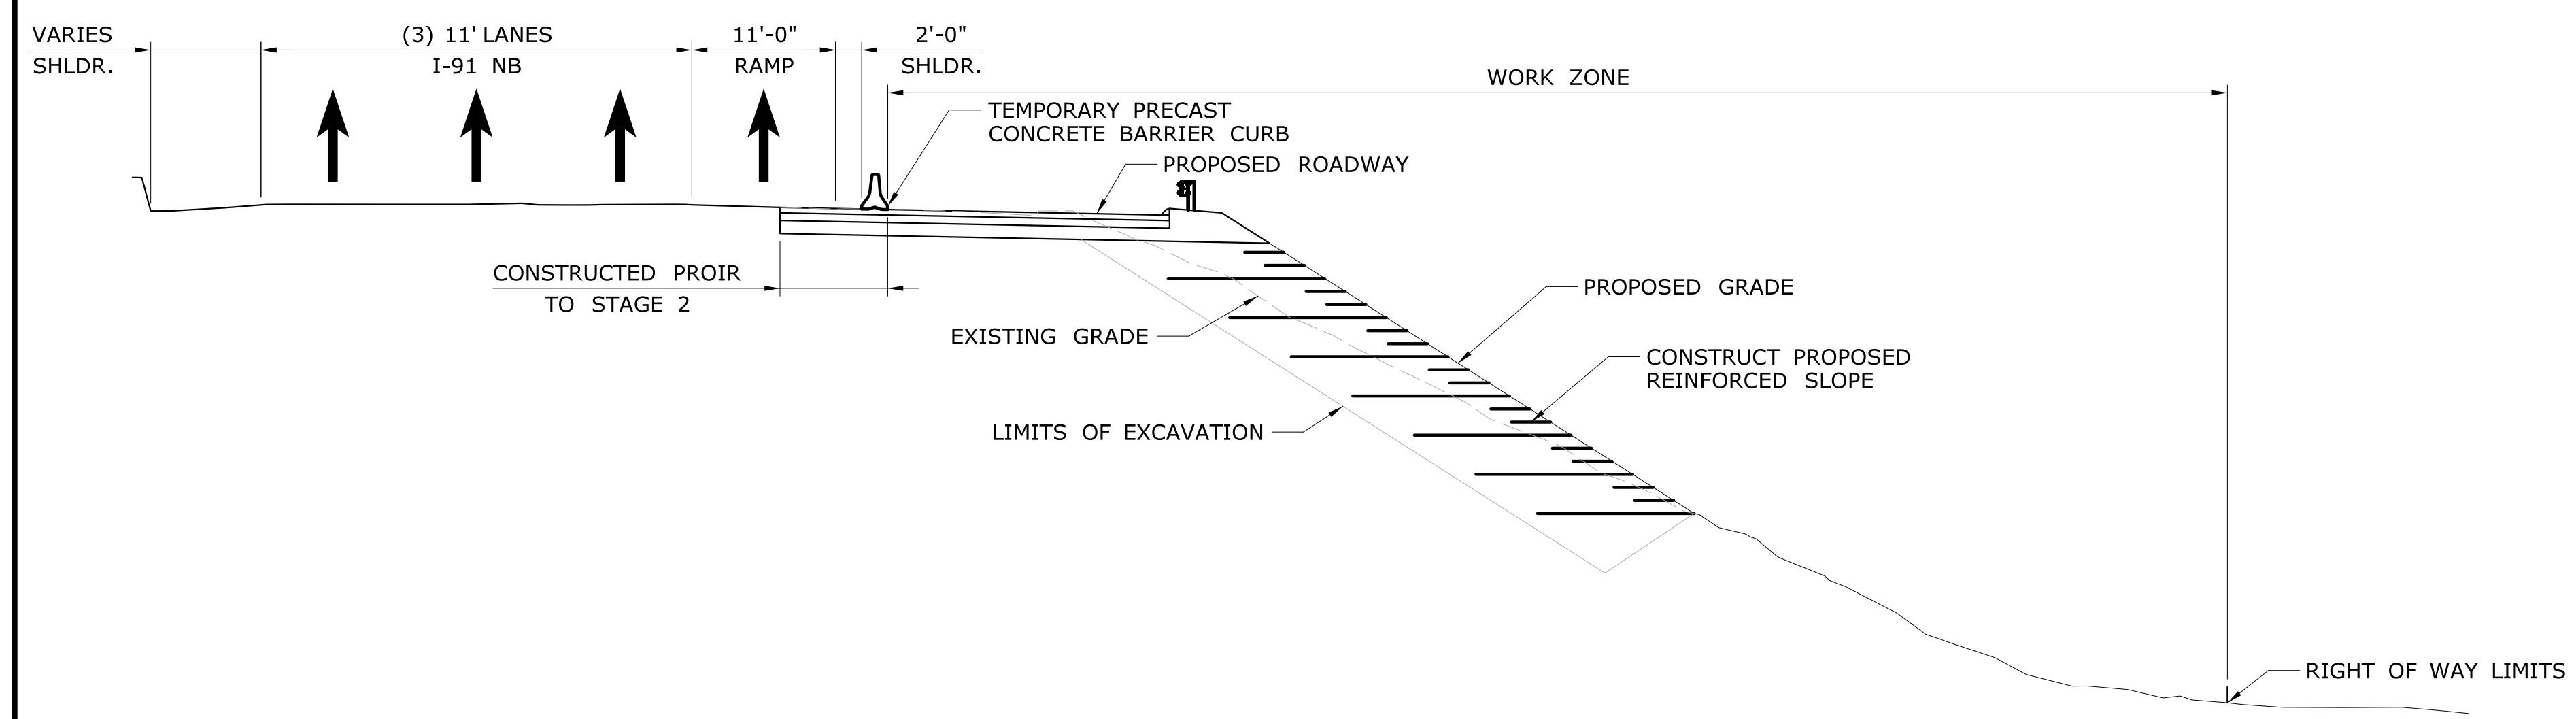 VARIES
SHLDR.
(3) 11' LANES
I-91 NB
11'-0"
RAMP
2'-0"
SHLDR.
WORK ZONE
TEMPORARY PRECAST
CONCRETE BARRIER CURB
PROPOSED ROADWAY
CONSTRUCTED PROIR
TO STAGE 2
EXISTING GRADE
PROPOSED GRADE
CONSTRUCT PROPOSED
REINFORCED SLOPE
LIMITS OF EXCAVATION
RIGHT OF WAY LIMITS